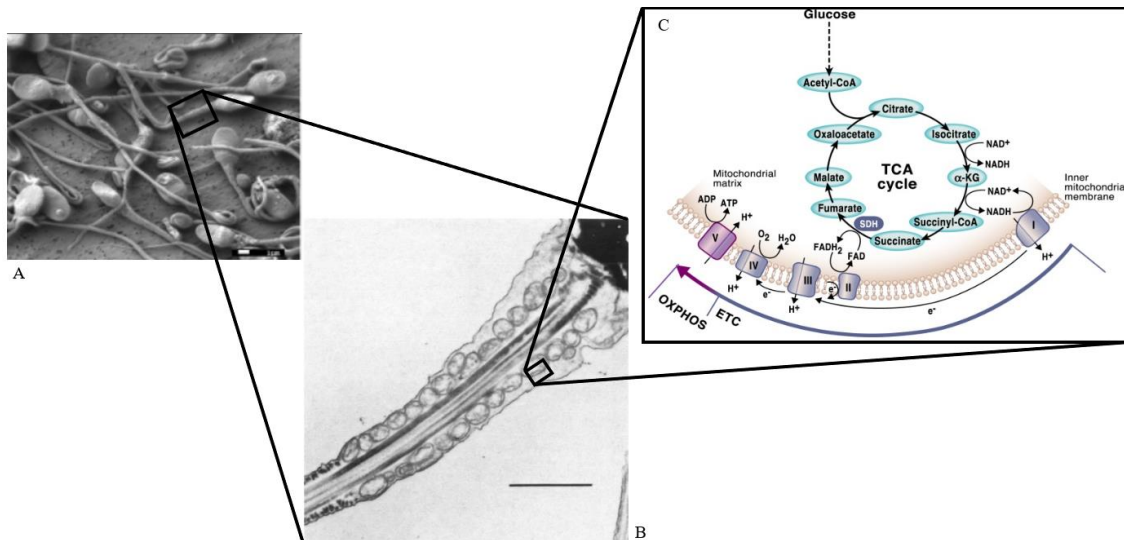 A
B
C
Glucose
Acetyl-CoA
Citrate
Oxaloacetate
Isocitrate
NAD+
NADH
TCA
cycle
Malate
α-KG
NAD+
NADH
Fumarate
SDH
Succinyl-CoA
Succinate
Mitochondrial
matrix
Inner
mitochondrial
membrane
ADP
ATP
H+
V
O2
H2O
IV
H+
e-
FADH2
FAD
III
H+
e-
II
I
H+
e-
OXPHOS
ETC